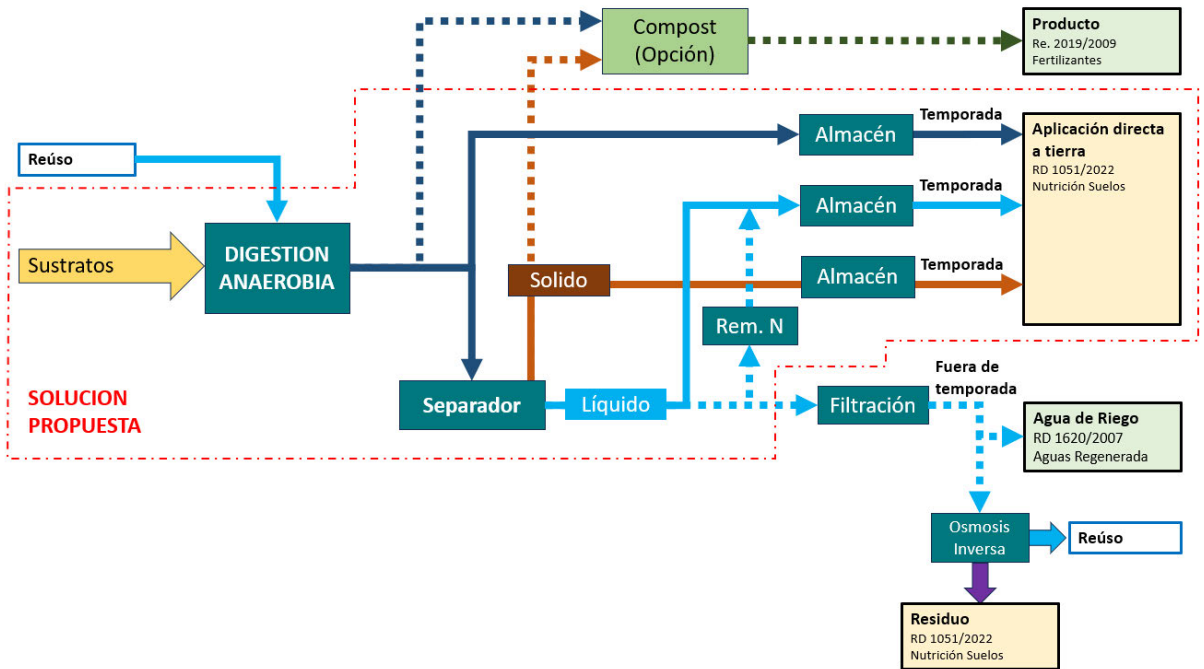 Compost
(Opción)
Producto
Re. 2019/2009
Fertilizantes
Reúso
Sustratos
DIGESTION
ANAEROBIA
Almacén
Temporada
Aplicación directa
a tierra
RD 1051/2022
Nutrición Suelos
Almacén
Temporada
Solido
Almacén
Temporada
Rem. N
SOLUCION
PROPUESTA
Separador
Líquido
Filtración
Fuera de
temporada
Agua de Riego
RD 1620/2007
Aguas Regenerada
Osmosis
Inversa
Reúso
Residuo
RD 1051/2022
Nutrición Suelos